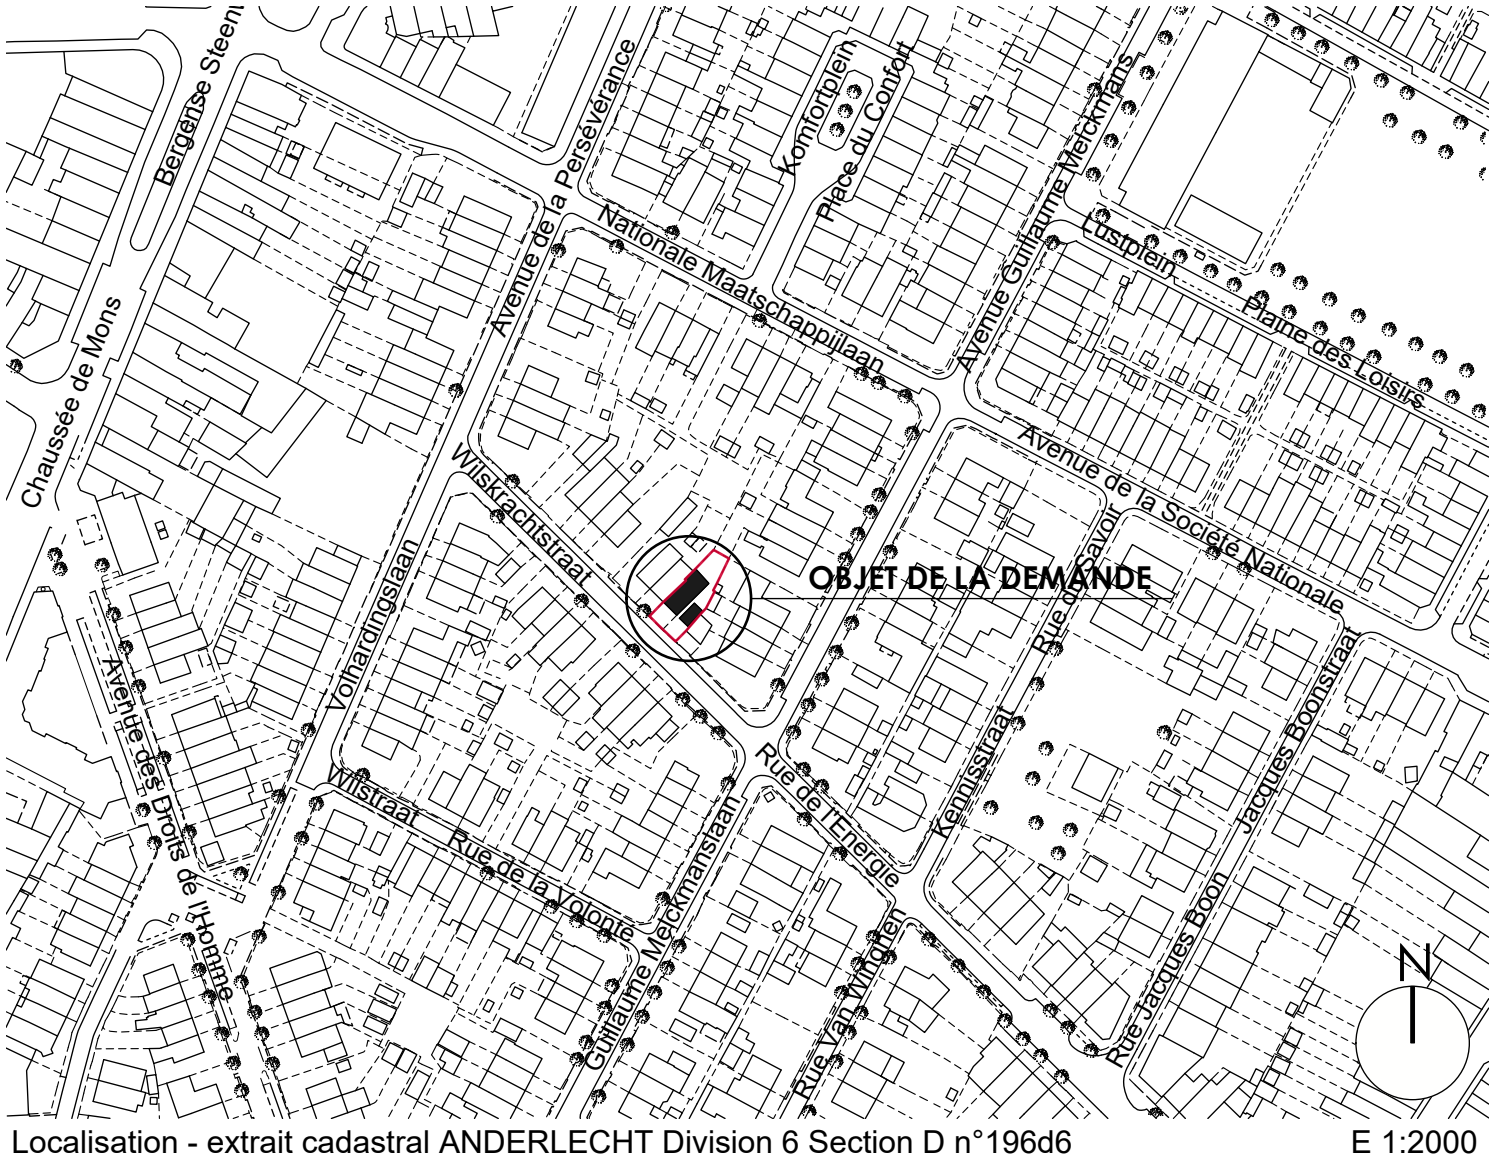 Bergense Steenw
Chaussée de Mons
Avenue de la Persévérance
Komfortplein
Place du Confort
Nationale Maatschappijlaan
Avenue Guillaume Merckmans
Lustplein
Plaine des Loisirs
Wilskrachtstraat
Avenue de la Société Nationale
Volhardingslaan
OBJET DE LA DEMANDE
Rue du Savoir
Avenue des Droits de l'Homme
Wilstraat
Rue de la Volonté
Rue de l'Energie
Kennisstraat
Jacques Boonstraat
Guillaume Merckmanslaan
Rue Van Winghen
Rue Jacques Boon
N
Localisation - extrait cadastral ANDERLECHT Division 6 Section D n°196d6
E 1:2000